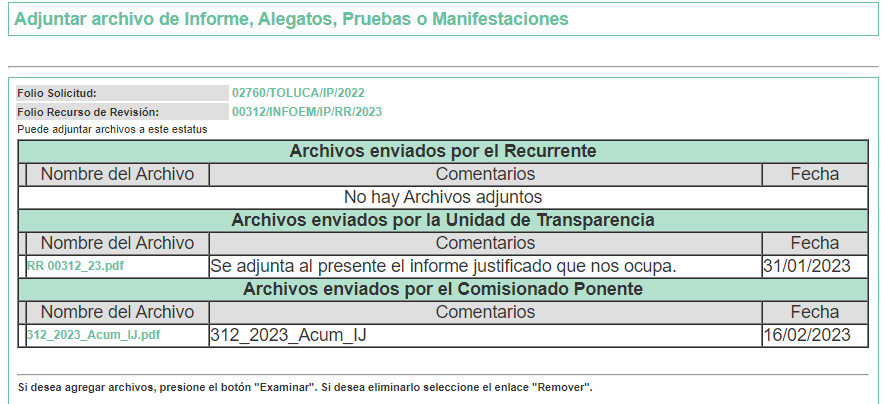 Adjuntar archivo de Informe, Alegatos, Pruebas o Manifestaciones
Folio Solicitud: 02760/TOLUCA/IP/2022
Folio Recurso de Revisión: 00312/INFOEM/IP/RR/2023
Puede adjuntar archivos a este estatus
Archivos enviados por el Recurrente
Nombre del Archivo Comentarios Fecha
No hay Archivos adjuntos
Archivos enviados por la Unidad de Transparencia
Nombre del Archivo Comentarios Fecha
RR 00312_23.pdf Se adjunta al presente el informe justificado que nos ocupa. 31/01/2023
Archivos enviados por el Comisionado Ponente
Nombre del Archivo Comentarios Fecha
312_2023_Acum_IJ.pdf 312_2023_Acum_IJ 16/02/2023
Si desea agregar archivos, presione el botón "Examinar". Si desea eliminarlo seleccione el enlace "Remover".